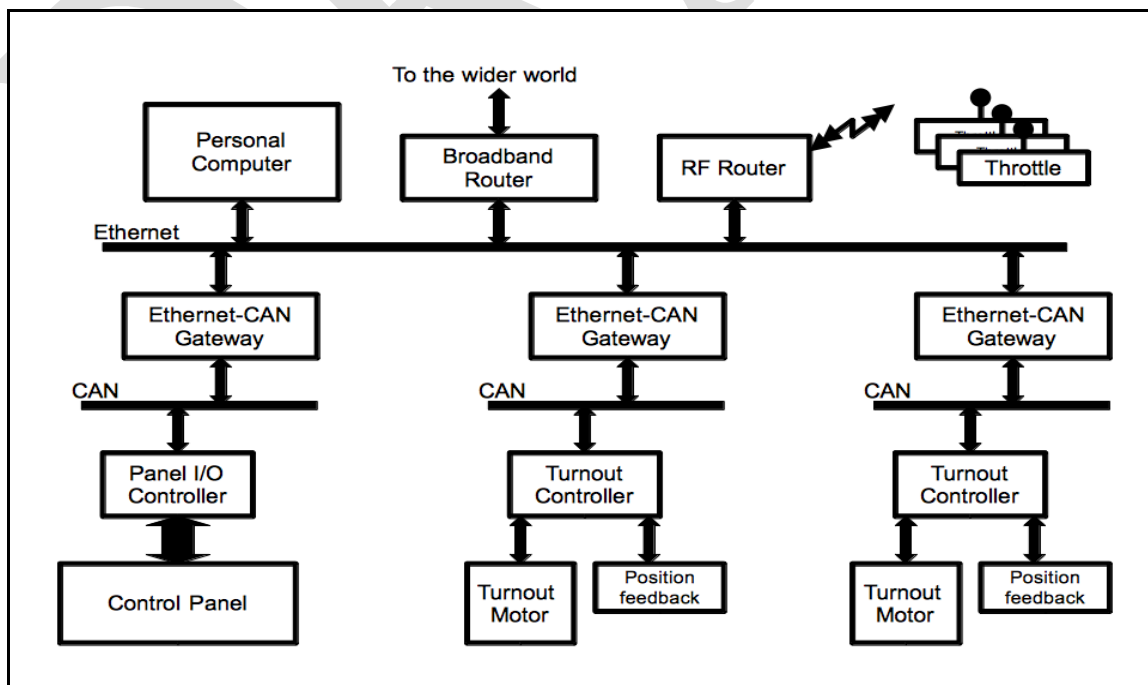 To the wider world
Personal
Computer
Broadband
Router
RF Router
Throttle
Ethernet
Ethernet-CAN
Gateway
Ethernet-CAN
Gateway
Ethernet-CAN
Gateway
CAN
CAN
CAN
Panel I/O
Controller
Turnout
Controller
Turnout
Controller
Control Panel
Turnout
Motor
Position
feedback
Turnout
Motor
Position
feedback